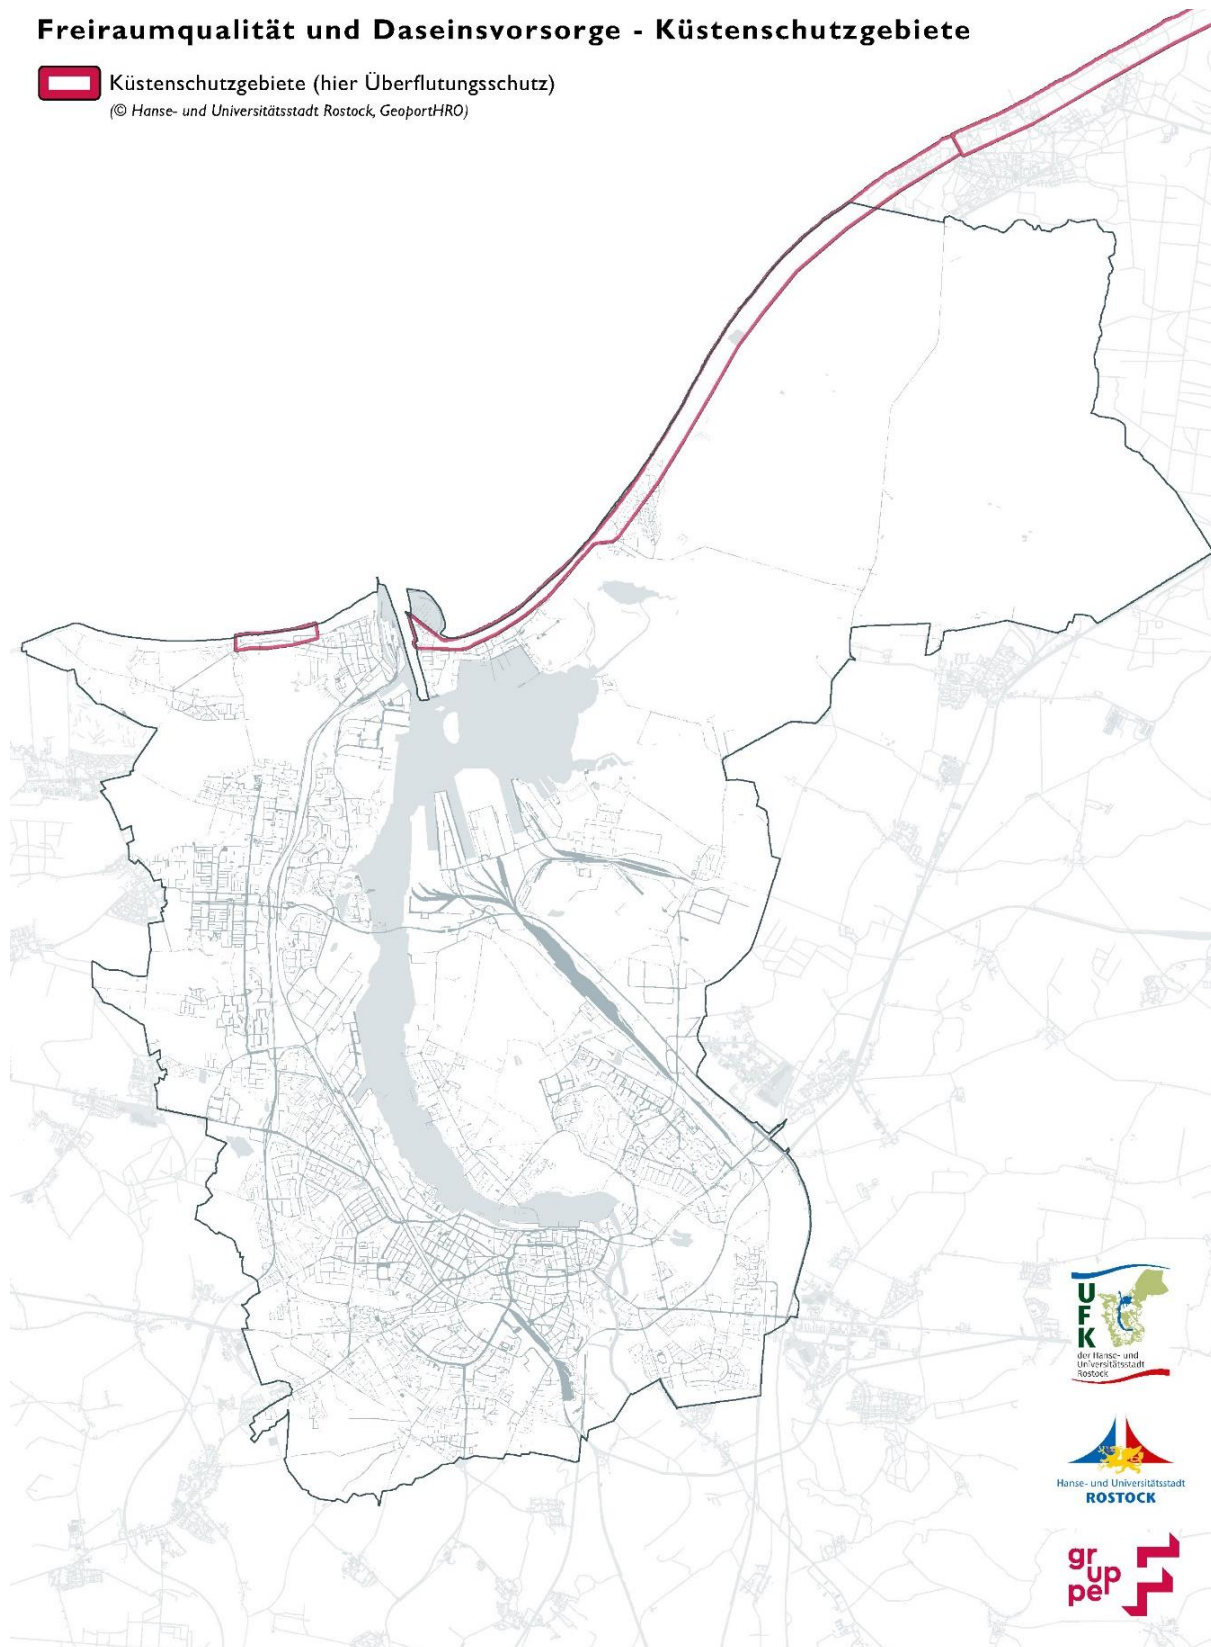 Freiraumqualität und Daseinsvorsorge - Küstenschutzgebiete
Küstenschutzgebiete (hier Überflutungsschutz)
(© Hanse- und Universitätsstadt Rostock, GeoportHRO)
U
F
K
der Hanse- und
Universitätsstadt
Rostock
Hanse- und Universitätsstadt
ROSTOCK
gr
up
pe
F